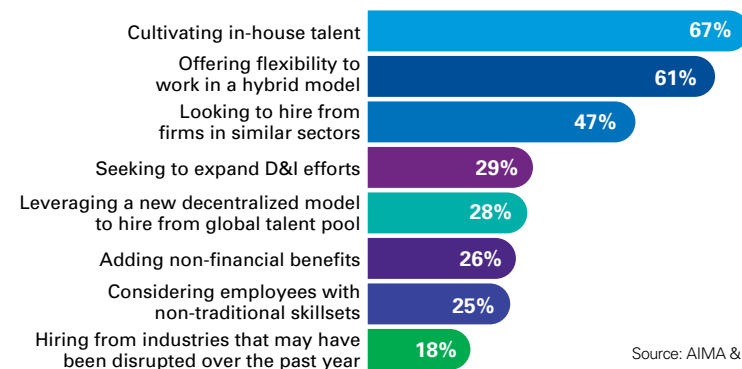 Cultivating in-house talent
67%
Offering flexibility to
work in a hybrid model
61%
Looking to hire from
firms in similar sectors
47%
Seeking to expand D&I efforts
29%
Leveraging a new decentralized model
to hire from global talent pool
28%
Adding non-financial benefits
26%
Considering employees with
non-traditional skillsets
25%
Hiring from industries that may have
been disrupted over the past year
18%
Source: AIMA &